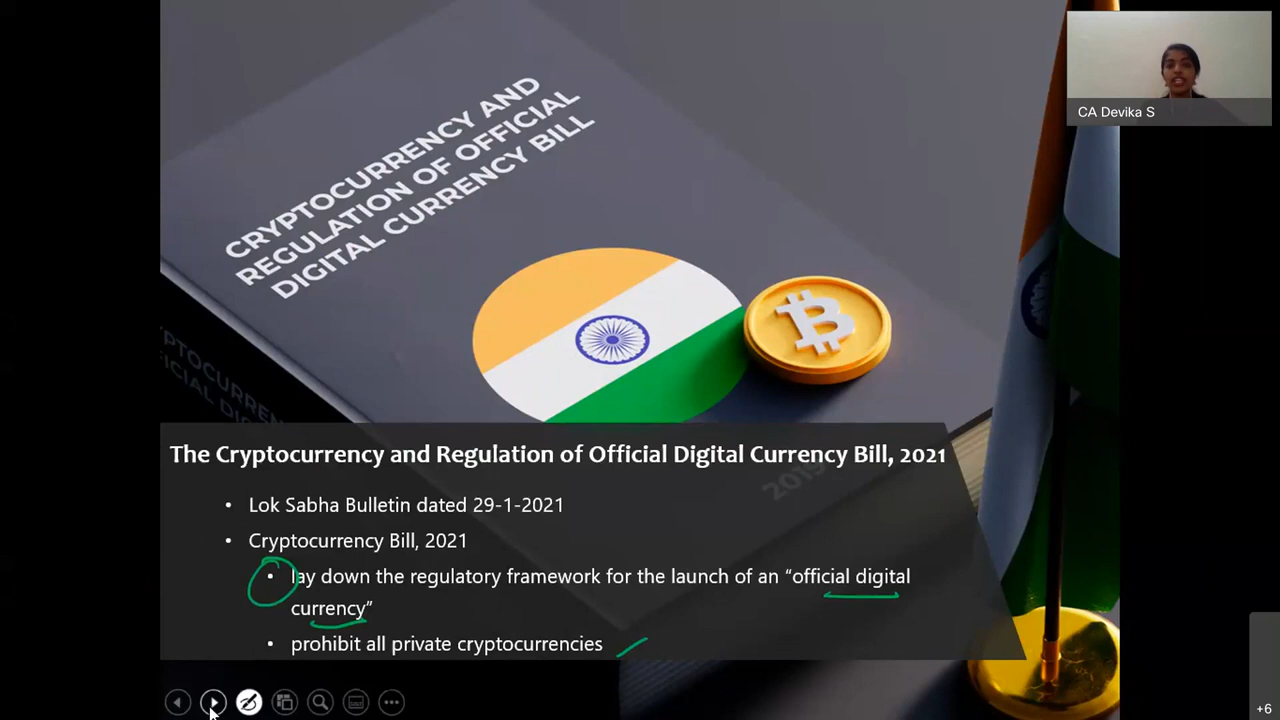 CRYPTOCURRENCY AND
REGULATION OF OFFICIAL
DIGITAL CURRENCY BILL
CA Devika S
The Cryptocurrency and Regulation of Official Digital Currency Bill, 2021
2019
• Lok Sabha Bulletin dated 29-1-2021
• Cryptocurrency Bill, 2021
• lay down the regulatory framework for the launch of an “official digital
currency”
• prohibit all private cryptocurrencies
+6